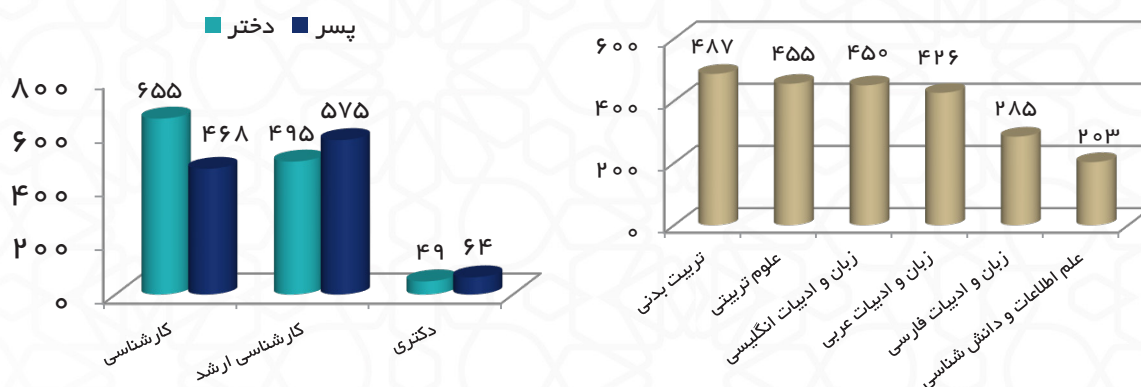 پسر
دختر
۸۰۰
۶۰۰
۴۰۰
۲۰۰
۰
۶۵۵
۴۶۸
۴۹۵
۵۷۵
۴۹
۶۴
کارشناسی
کارشناسی ارشد
دکتری
۶۰۰
۴۰۰
۲۰۰
۰
۴۸۷
۴۵۵
۴۵۰
۴۲۶
۲۸۵
۲۰۳
تربیت بدنی
علوم تربیتی
زبان و ادبیات انگلیسی
زبان و ادبیات عربی
زبان و ادبیات فارسی
علم اطلاعات و دانش شناسی